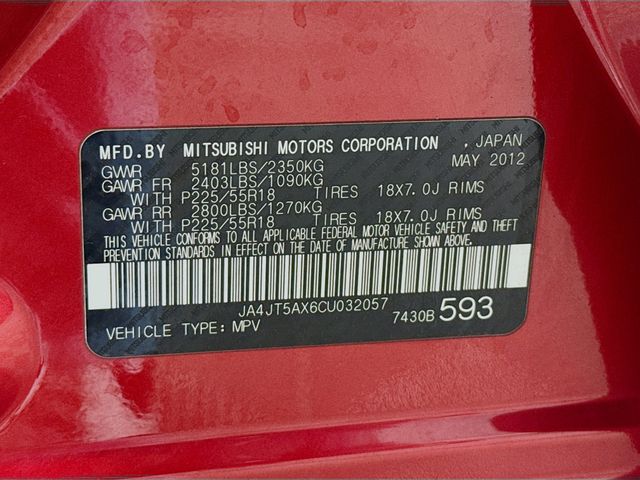 MFD.BY MITSUBISHI MOTORS CORPORATION , JAPAN
GVWR 5181LBS/2350KG MAY 2012
GAWR FR 2403LBS/1090KG
WITH P225/55R18 TIRES 18X7.0J RIMS
GAWR RR 2800LBS/1270KG
WITH P225/55R18 TIRES 18X7.0J RIMS
THIS VEHICLE CONFORMS TO ALL APPLICABLE FEDERAL MOTOR VEHICLE SAFETY AND THEFT
PREVENTION STANDARDS IN EFFECT ON THE DATE OF MANUFACTURE SHOWN ABOVE.
JA4JT5AX6CU032057
VEHICLE TYPE: MPV 7430B 593